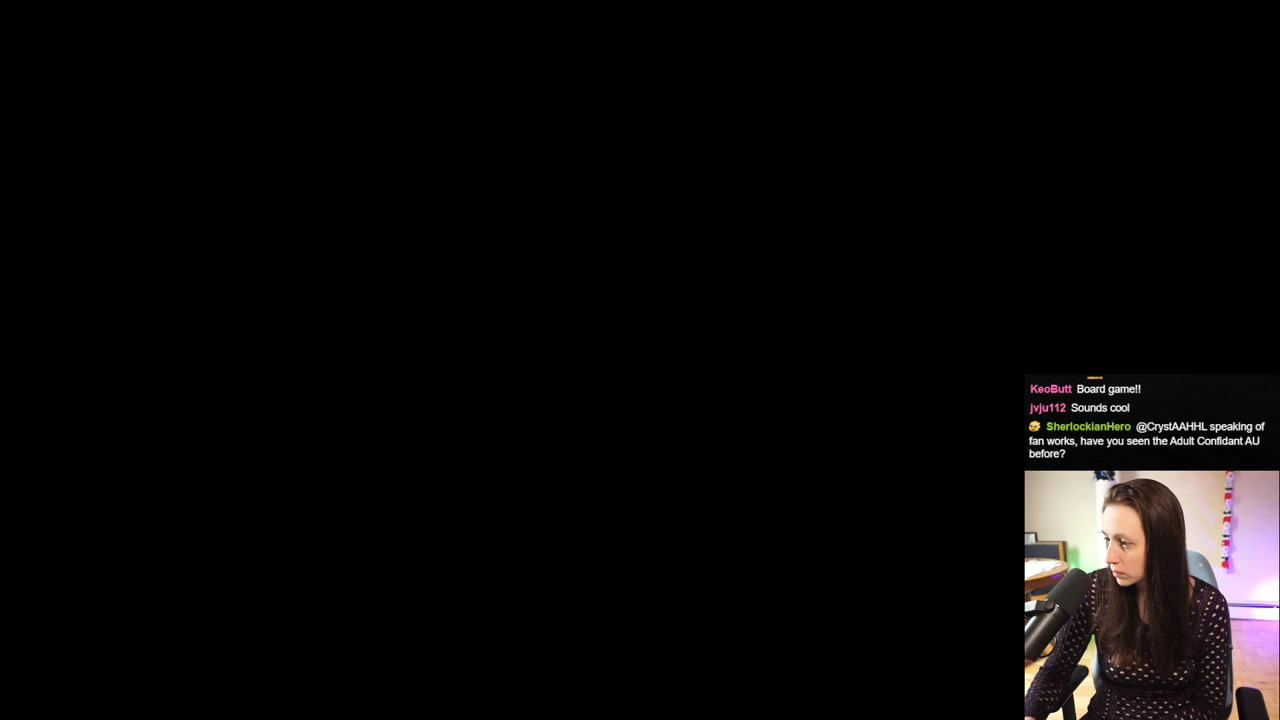 KeoButt Board game!!
jvju112 Sounds cool
SherlockianHero @CrystAAHHL speaking of
fan works, have you seen the Adult Confidant AU
before?